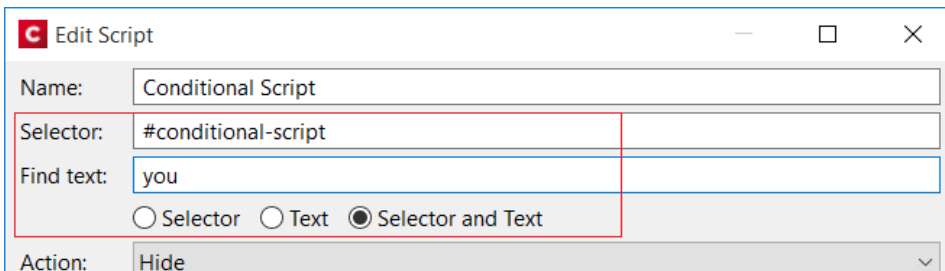 C Edit Script
Name: Conditional Script
Selector: #conditional-script
Find text: you
Selector Text Selector and Text
Action: Hide